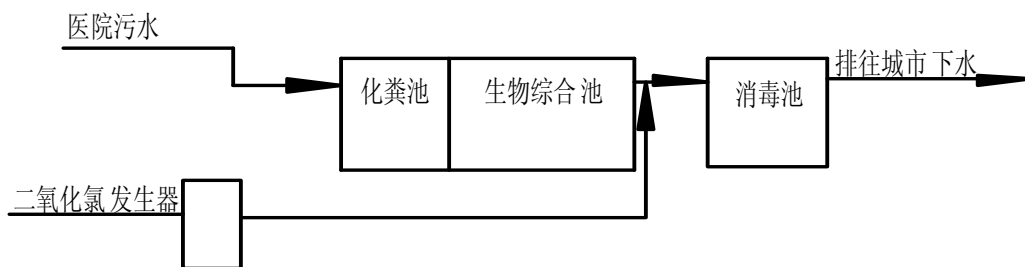 医院污水
化粪池
生物综合池
消毒池
排往城市下水
二氧化氯发生器